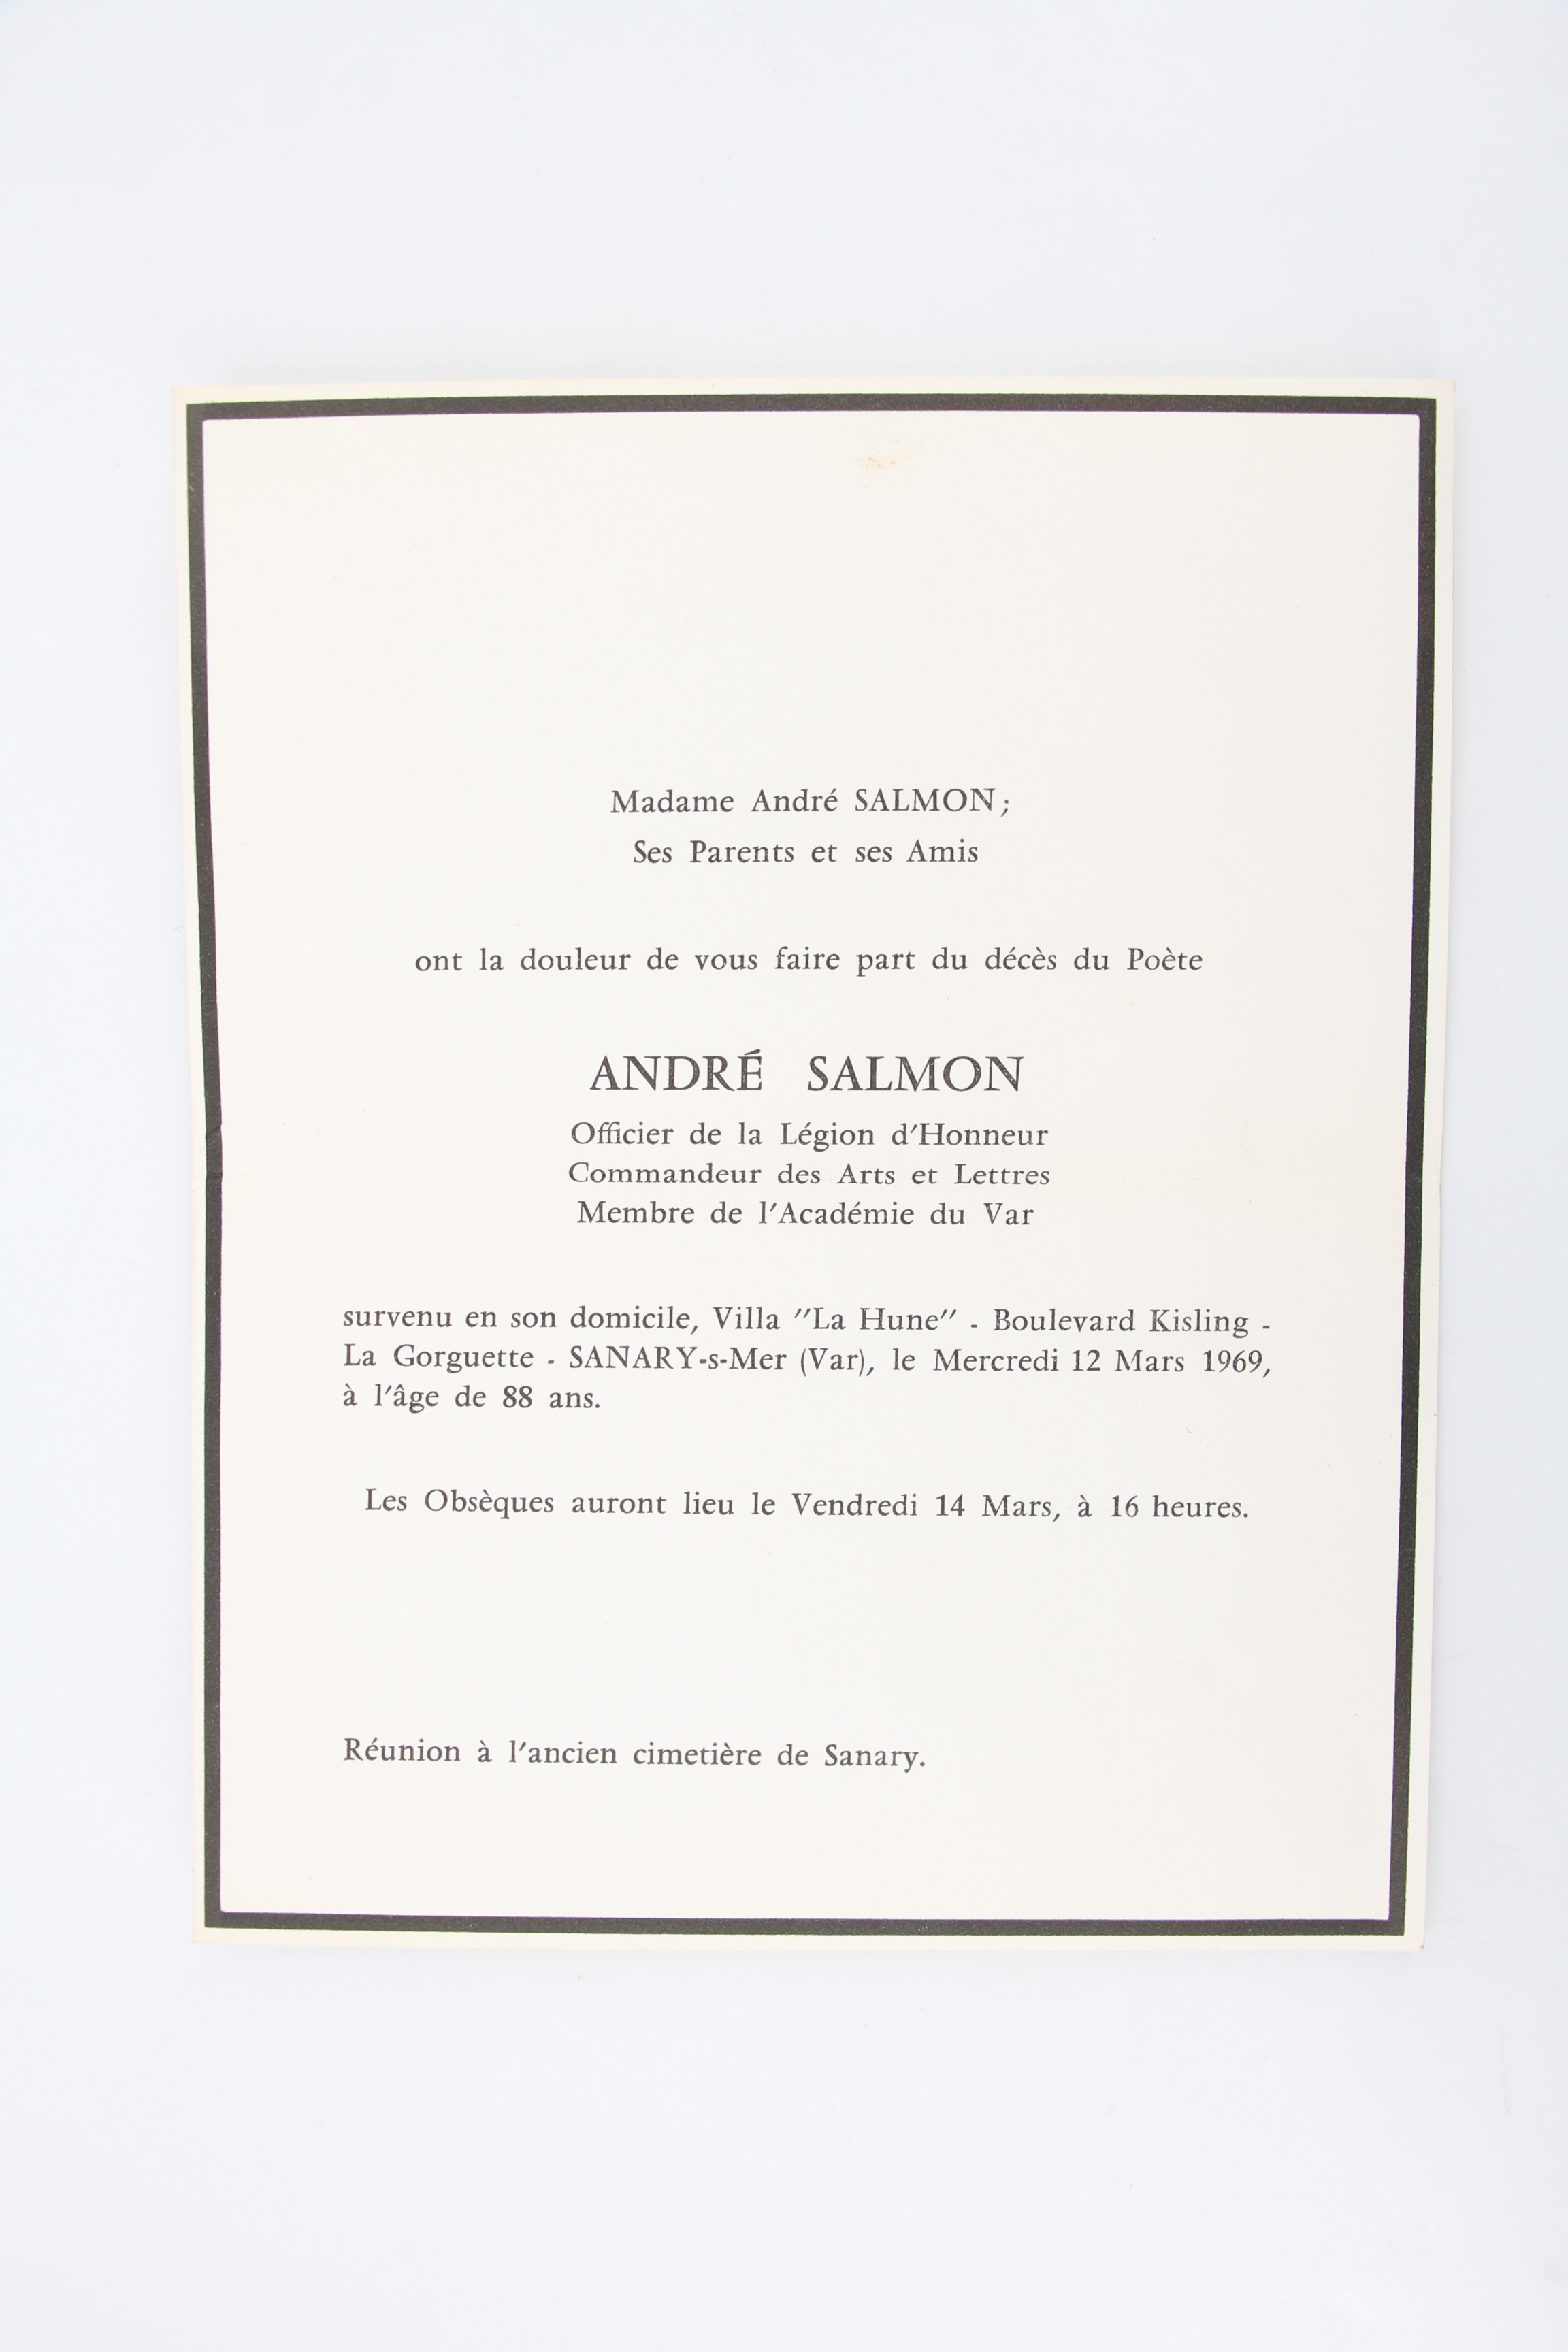 Madame André SALMON;
Ses Parents et ses Amis
ont la douleur de vous faire part du décès du Poète
ANDRÉ SALMON
Officier de la Légion d'Honneur
Commandeur des Arts et Lettres
Membre de l'Académie du Var
survenu en son domicile, Villa "La Hune" - Boulevard Kisling -
La Gorguette - SANARY-s-Mer (Var), le Mercredi 12 Mars 1969,
à l'âge de 88 ans.
Les Obsèques auront lieu le Vendredi 14 Mars, à 16 heures.
Réunion à l'ancien cimetière de Sanary.